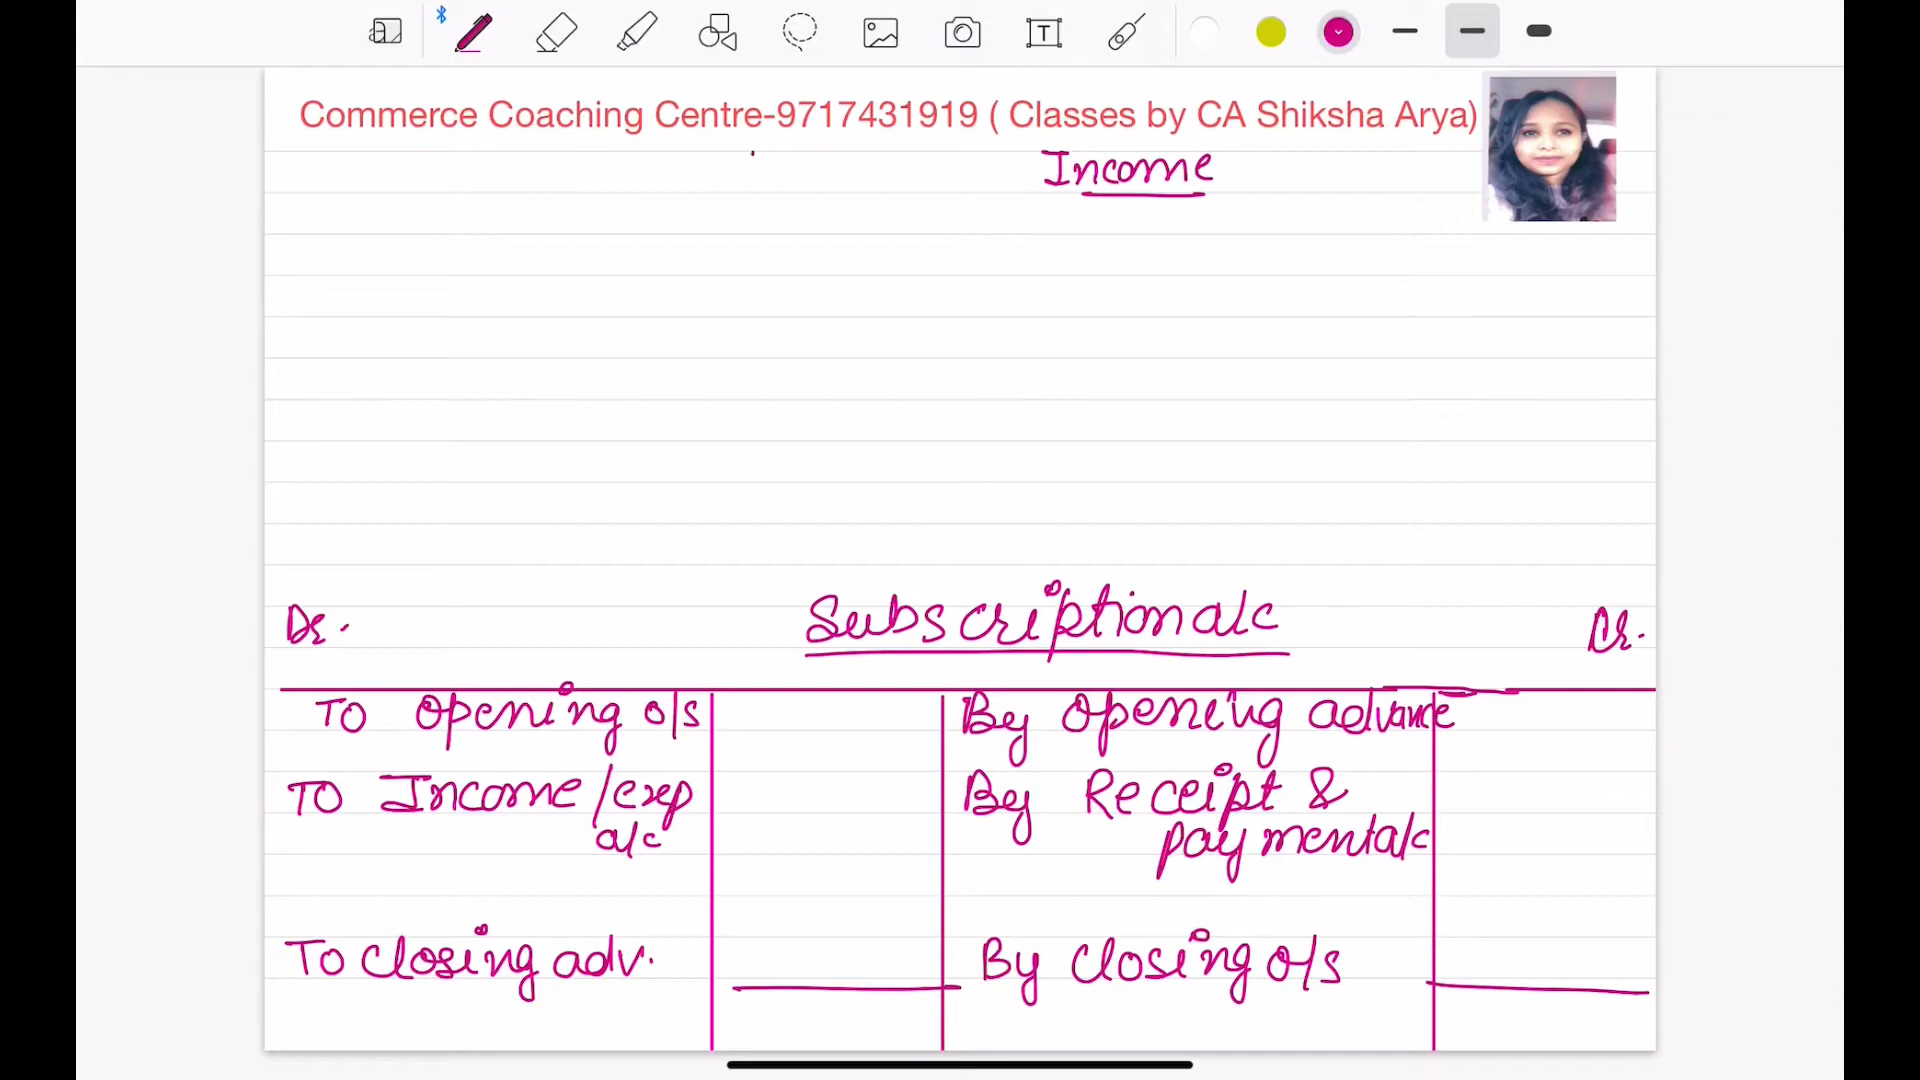 Commerce Coaching Centre-9717431919 ( Classes by CA Shiksha Arya)
Income
Dr. Subscription a/c Cr.
To Opening o/s By Opening advance
To Income/exp a/c By Receipt & payment a/c
To closing adv. By closing o/s